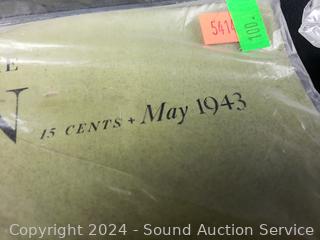 5414
100.
E
N
15 CENTS + May 1943
Copyright © 2024 - Sound Auction Service